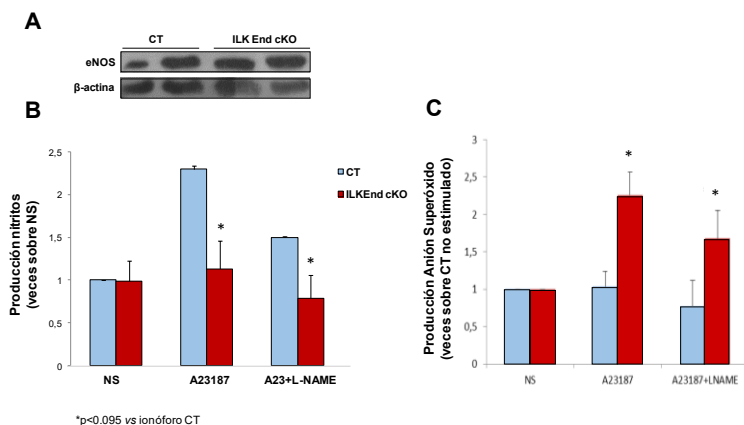 A
CT
ILK End cKO
eNOS
β-actina
B
Producción nitritos
(veces sobre NS)
2,5
2
1,5
1
0,5
0
*
*
CT
ILKEnd cKO
NS
A23187
A23+L-NAME
*p<0.095 vs ionóforo CT
C
Producción Anión Superóxido
(veces sobre CT no estimulado)
3
2,5
2
1,5
1
0,5
0
*
*
NS
A23187
A23187+LNAME